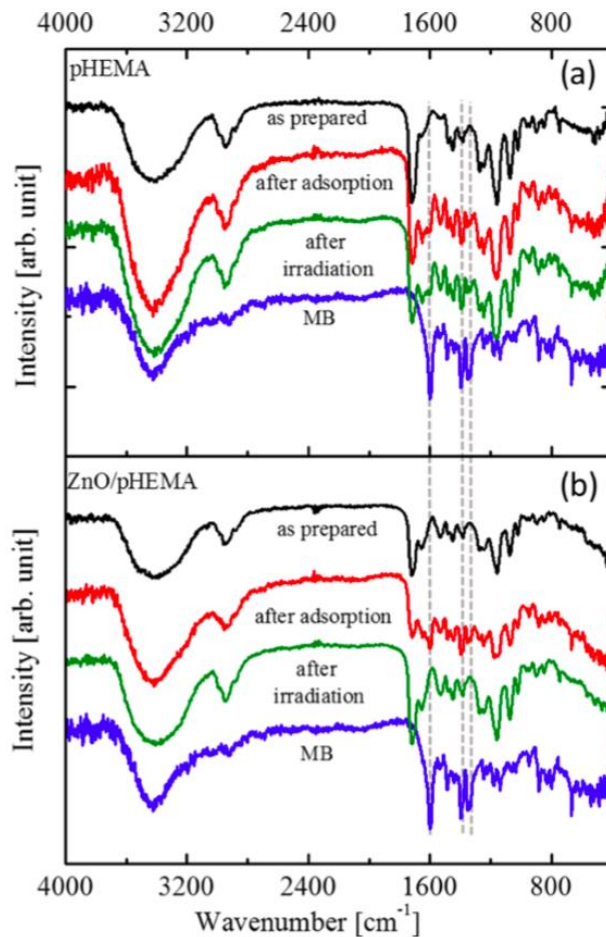 4000 3200 2400 1600 800
pHEMA (a)
as prepared
after adsorption
after
irradiation
MB
Intensity [arb. unit]
ZnO/pHEMA (b)
as prepared
after adsorption
after
irradiation
MB
Intensity [arb. unit]
4000 3200 2400 1600 800
Wavenumber [cm⁻¹]